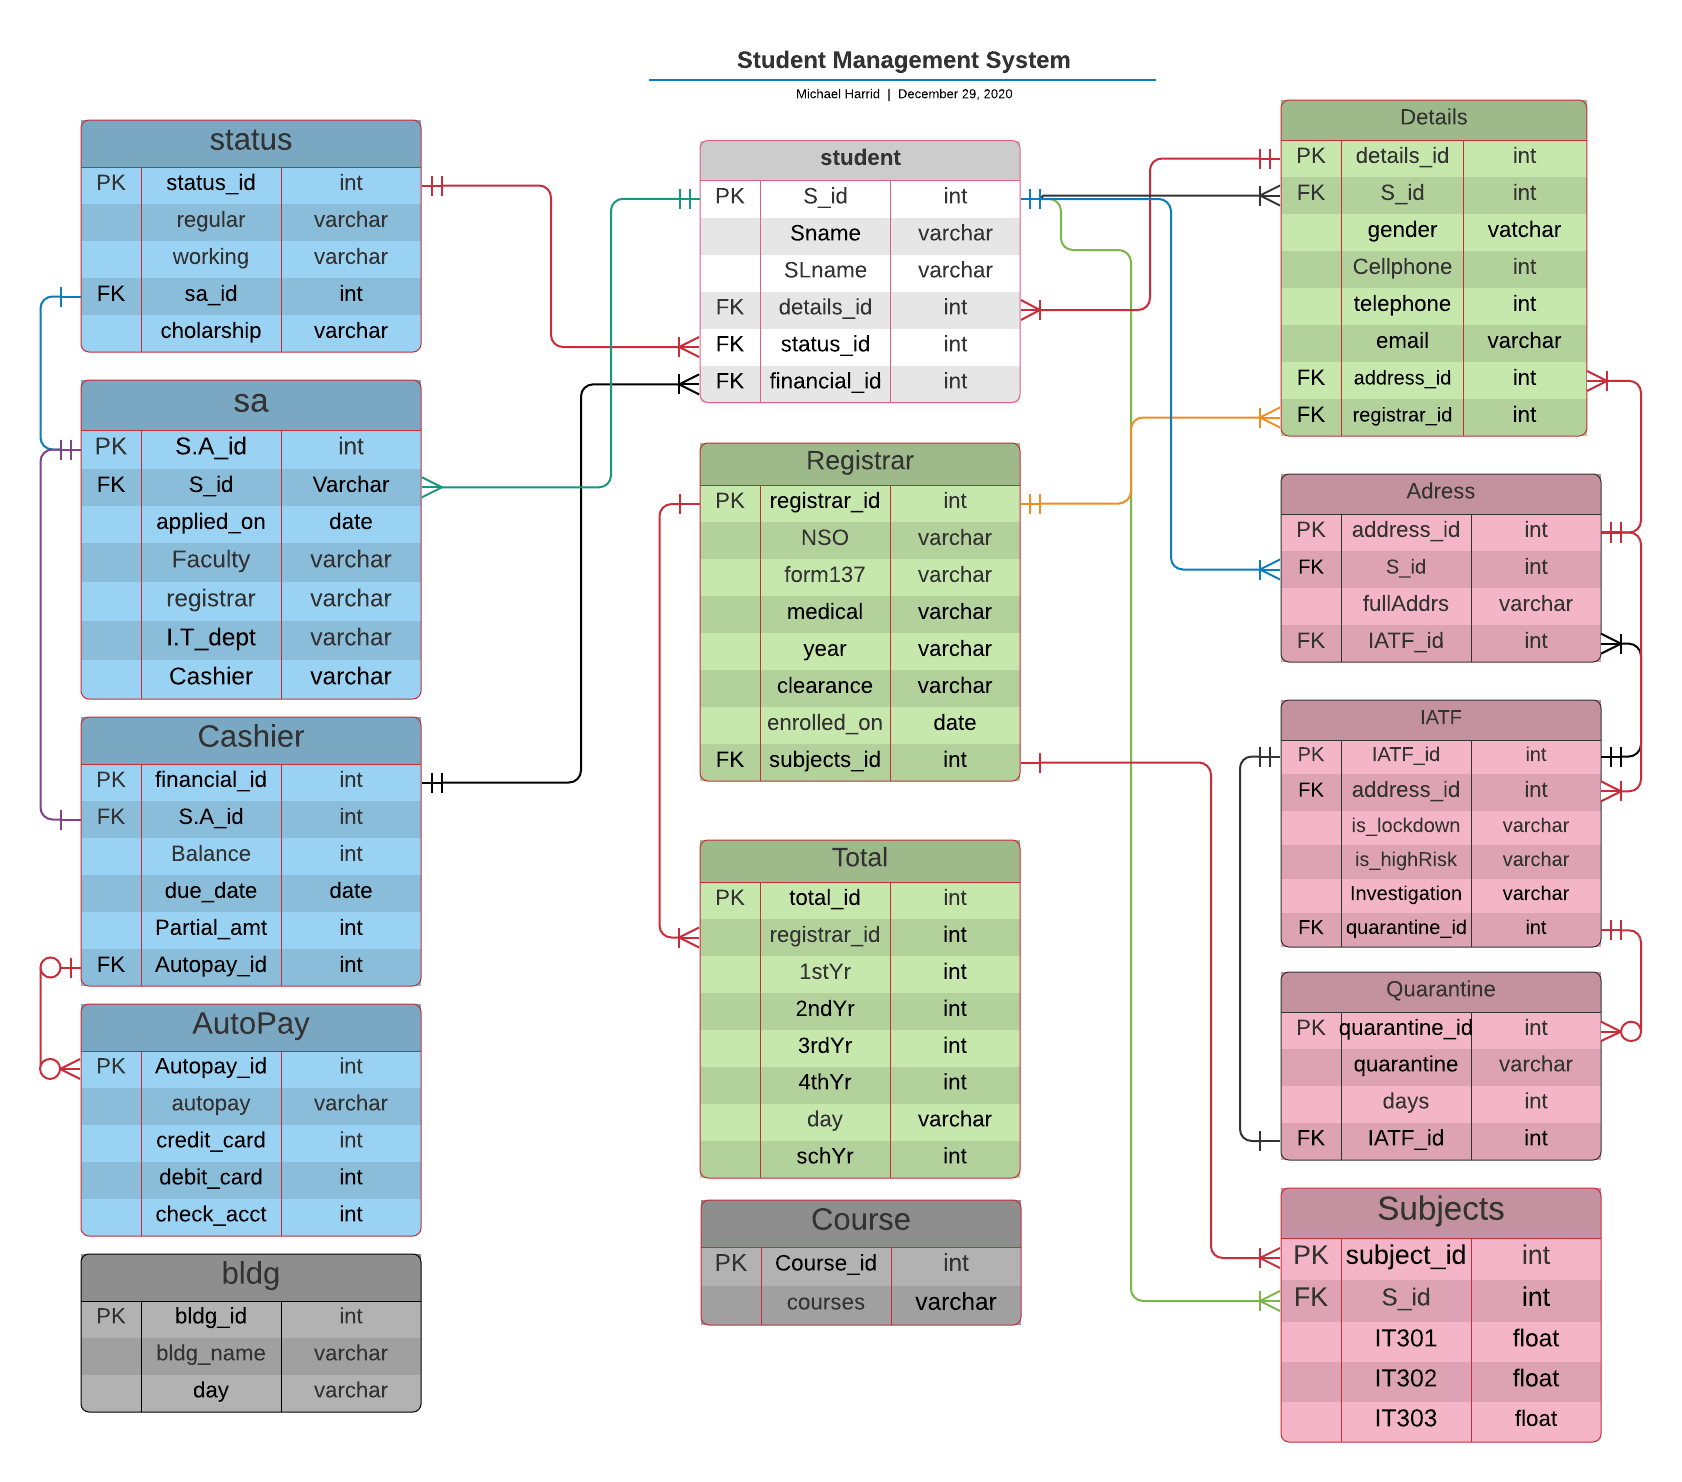 Student Management System
Michael Harrid | December 29, 2020
status
PK status_id int
regular varchar
working varchar
FK sa_id int
cholarship varchar
sa
PK S.A_id int
FK S_id Varchar
applied_on date
Faculty varchar
registrar varchar
I.T_dept varchar
Cashier varchar
Cashier
PK financial_id int
FK S.A_id int
Balance int
due_date date
Partial_amt int
FK Autopay_id int
AutoPay
PK Autopay_id int
autopay varchar
credit_card int
debit_card int
check_acct int
bldg
PK bldg_id int
bldg_name varchar
day varchar
student
PK S_id int
Sname varchar
SLname varchar
FK details_id int
FK status_id int
FK financial_id int
Registrar
PK registrar_id int
NSO varchar
form137 varchar
medical varchar
year varchar
clearance varchar
enrolled_on date
FK subjects_id int
Total
PK total_id int
registrar_id int
1stYr int
2ndYr int
3rdYr int
4thYr int
day varchar
schYr int
Course
PK Course_id int
courses varchar
Details
PK details_id int
FK S_id int
gender vatchar
Cellphone int
telephone int
email varchar
FK address_id int
FK registrar_id int
Adress
PK address_id int
FK S_id int
fullAddrs varchar
FK IATF_id int
IATF
PK IATF_id int
FK address_id int
is_lockdown varchar
is_highRisk varchar
Investigation varchar
FK quarantine_id int
Quarantine
PK quarantine_id int
quarantine varchar
days int
FK IATF_id int
Subjects
PK subject_id int
FK S_id int
IT301 float
IT302 float
IT303 float